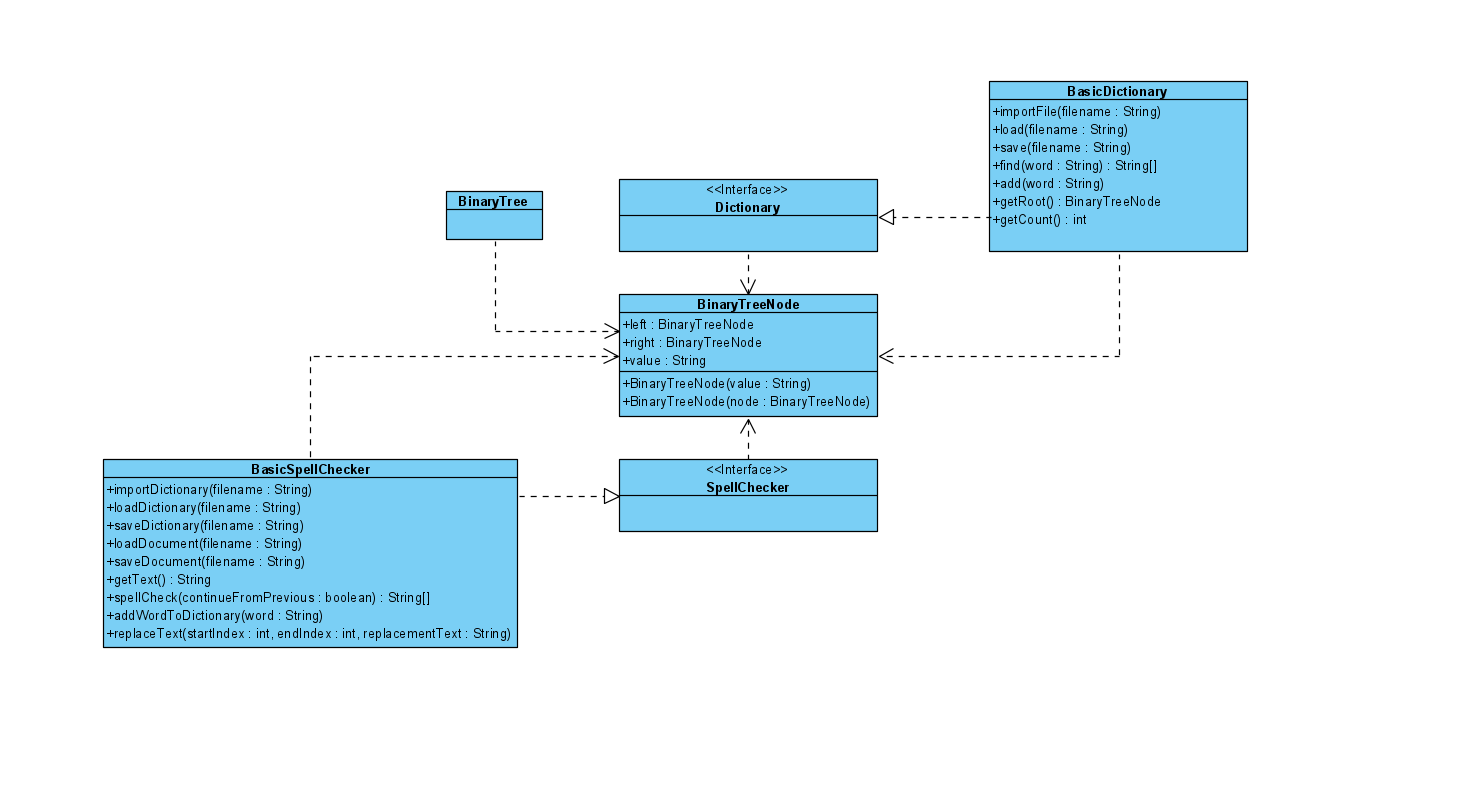 BasicDictionary
+importFile(filename : String)
+load(filename : String)
+save(filename : String)
+find(word : String) : String[]
+add(word : String)
+getRoot() : BinaryTreeNode
+getCount() : int
BinaryTree
<<Interface>>
Dictionary
BinaryTreeNode
+left : BinaryTreeNode
+right : BinaryTreeNode
+value : String
+BinaryTreeNode(value : String)
+BinaryTreeNode(node : BinaryTreeNode)
BasicSpellChecker
+importDictionary(filename : String)
+loadDictionary(filename : String)
+saveDictionary(filename : String)
+loadDocument(filename : String)
+saveDocument(filename : String)
+getText() : String
+spellCheck(continueFromPrevious : boolean) : String[]
+addWordToDictionary(word : String)
+replaceText(startIndex : int, endIndex : int, replacementText : String)
<<Interface>>
SpellChecker